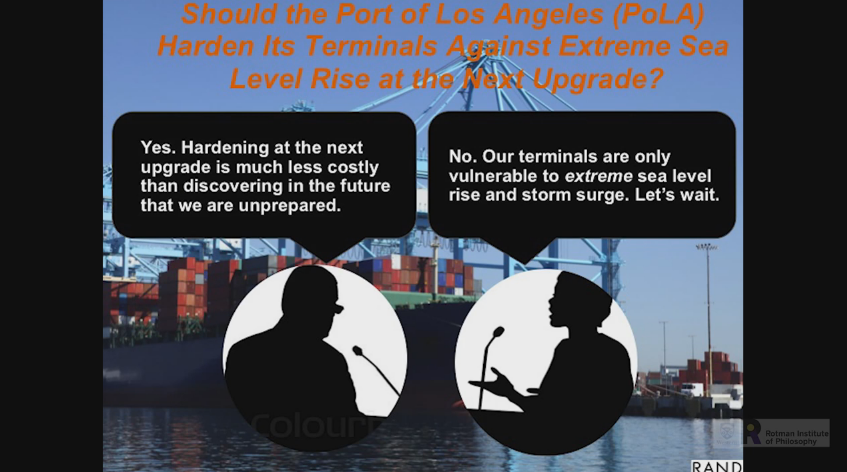 Should the Port of Los Angeles (PoLA)
Harden Its Terminals Against Extreme Sea
Level Rise at the Next Upgrade?
Yes. Hardening at the next
upgrade is much less costly
than discovering in the future
that we are unprepared.
No. Our terminals are only
vulnerable to extreme sea level
rise and storm surge. Let's wait.
Rotman Institute
of Philosophy
RAND